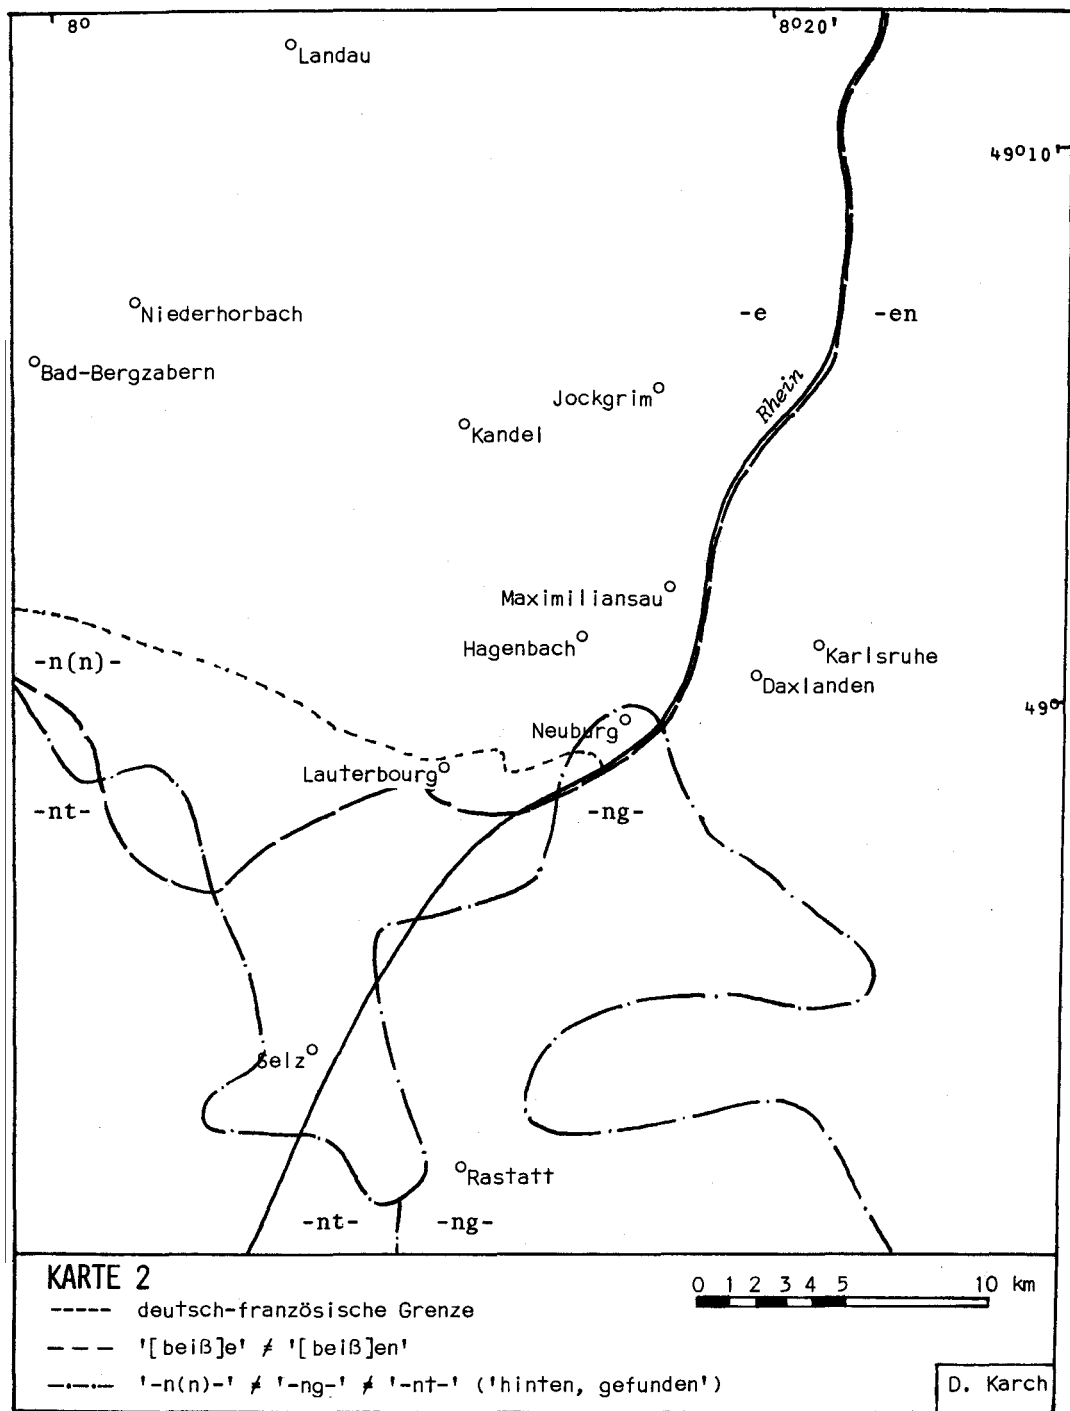 8° 8°20'
Landau
49°10'
Niederhorbach
-e -en
Bad-Bergzabern
Rhein
Jockgrim
Kandel
Maximiliansau
-n(n)-
Hagenbach
Karlsruhe
Daxlanden
49°
Neuburg
Lauterbourg
-nt-
-ng-
Selz
Rastatt
-nt- -ng-
KARTE 2
0 1 2 3 4 5 10 km
deutsch-französische Grenze
'[beiß]e' ≠ '[beiß]en'
'-n(n)-' ≠ '-ng-' ≠ '-nt-' ('hinten, gefunden')
D. Karch